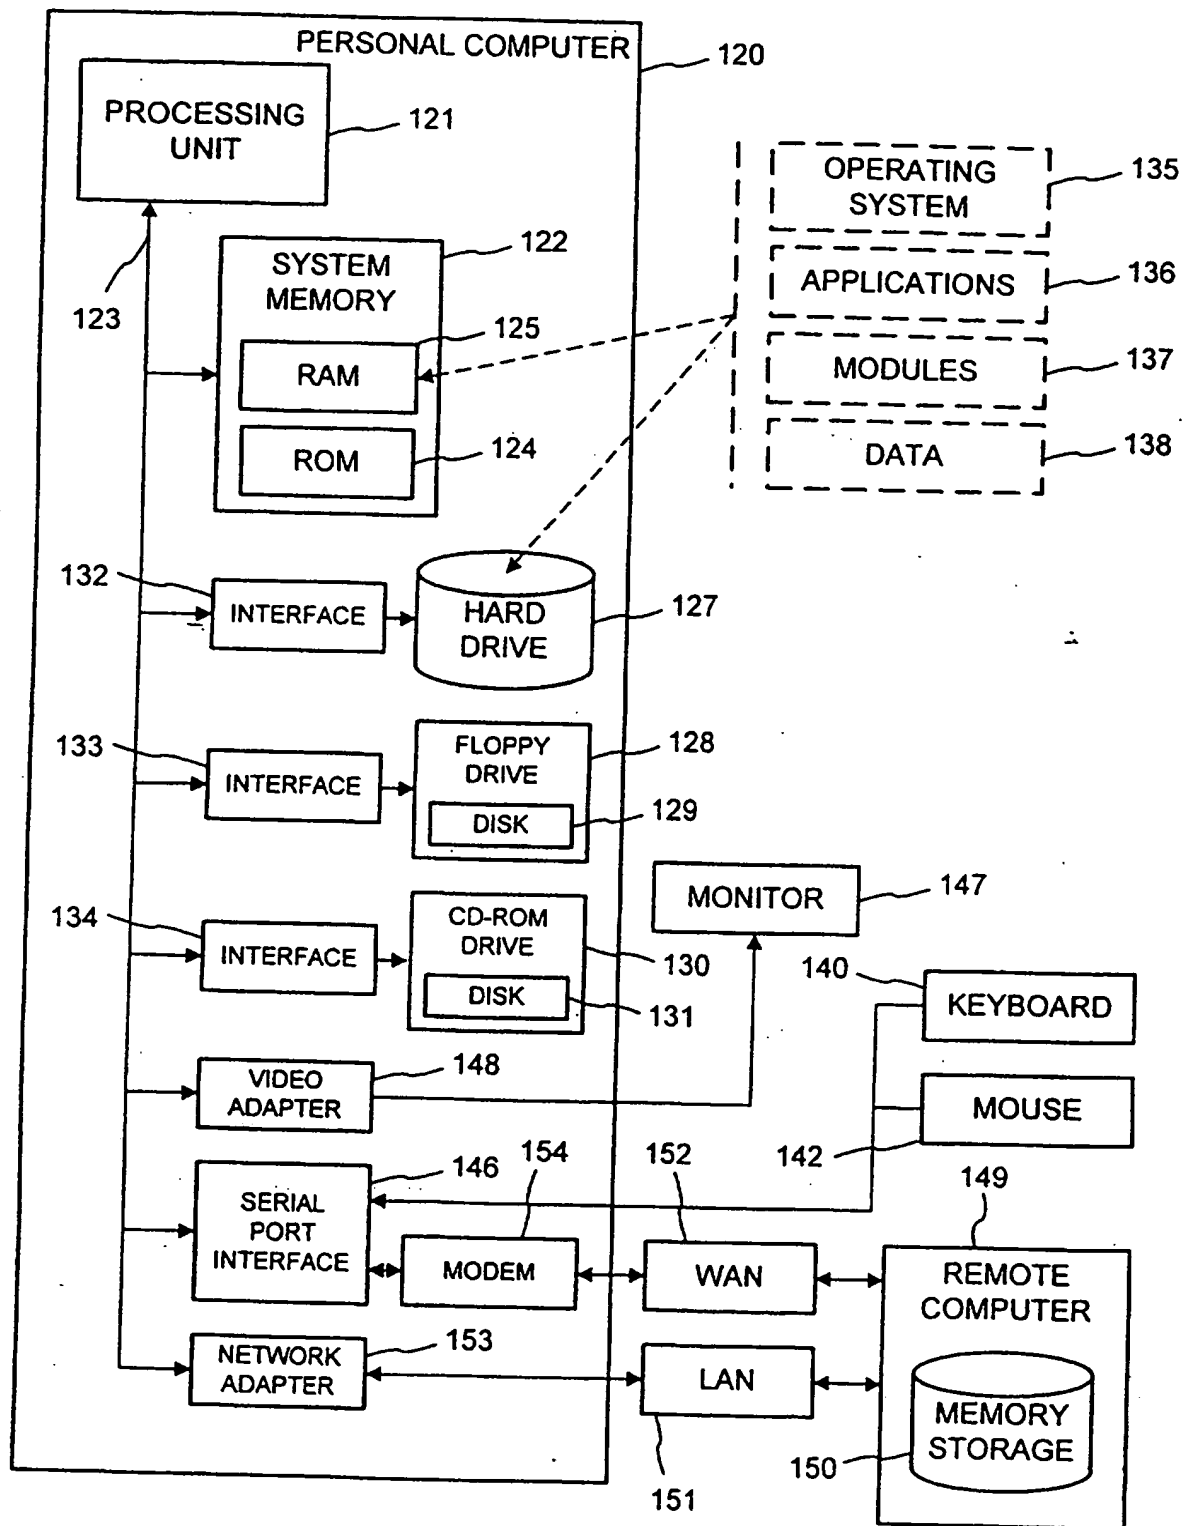 PERSONAL COMPUTER
120
PROCESSING
UNIT
121
123
SYSTEM
MEMORY
122
125
RAM
ROM
124
OPERATING
SYSTEM
135
APPLICATIONS
136
MODULES
137
DATA
138
132
INTERFACE
HARD
DRIVE
127
133
INTERFACE
FLOPPY
DRIVE
128
DISK
129
134
INTERFACE
CD-ROM
DRIVE
130
DISK
131
MONITOR
147
140
KEYBOARD
MOUSE
142
VIDEO
ADAPTER
148
146
SERIAL
PORT
INTERFACE
154
MODEM
152
WAN
149
REMOTE
COMPUTER
NETWORK
ADAPTER
153
LAN
151
MEMORY
STORAGE
150